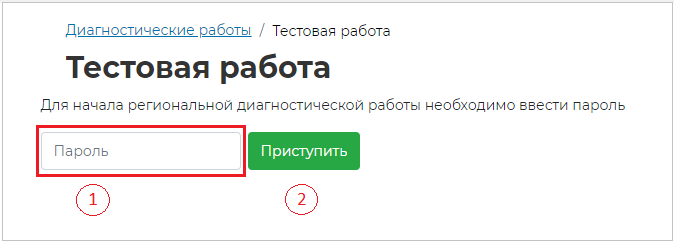 Диагностические работы / Тестовая работа
Тестовая работа
Для начала региональной диагностической работы необходимо ввести пароль
Пароль Приступить
1 2